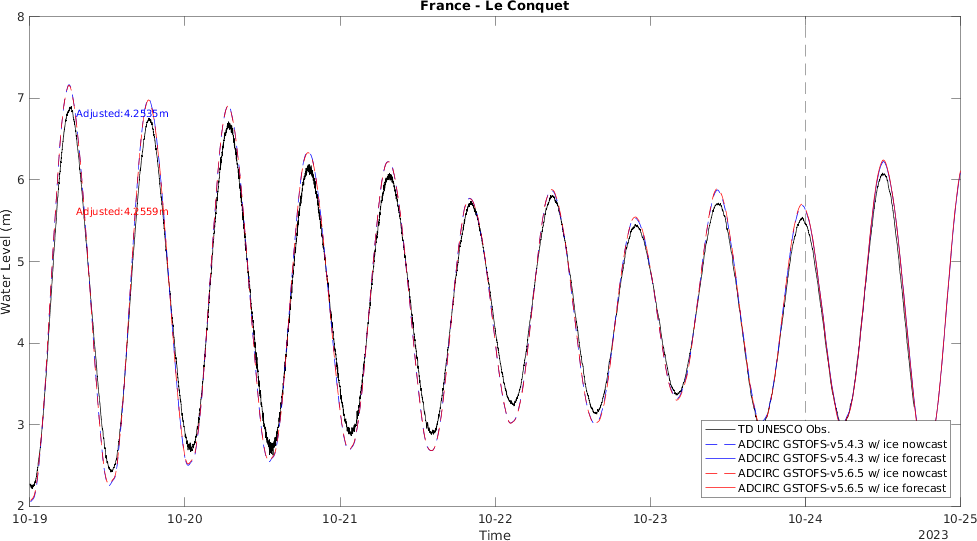 France - Le Conquet
8
7
6
5
4
3
2
Water Level (m)
Adjusted:4.2535m
Adjusted:4.2559m
TD UNESCO Obs.
ADCIRC GSTOFS-v5.4.3 w/ ice nowcast
ADCIRC GSTOFS-v5.4.3 w/ ice forecast
ADCIRC GSTOFS-v5.6.5 w/ ice nowcast
ADCIRC GSTOFS-v5.6.5 w/ ice forecast
10-19 10-20 10-21 10-22 10-23 10-24 10-25
Time
2023